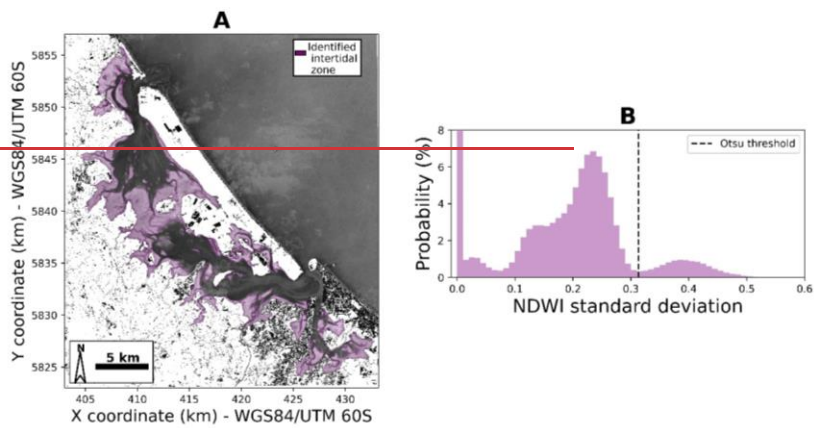 A
Identified
intertidal
zone
5855
5850
5845
5840
5835
5830
5825
Y coordinate (km) - WGS84/UTM 60S
N
5 km
405 410 415 420 425 430
X coordinate (km) - WGS84/UTM 60S
B
Otsu threshold
8
6
4
2
0
Probability (%)
0.0 0.1 0.2 0.3 0.4 0.5 0.6
NDWI standard deviation